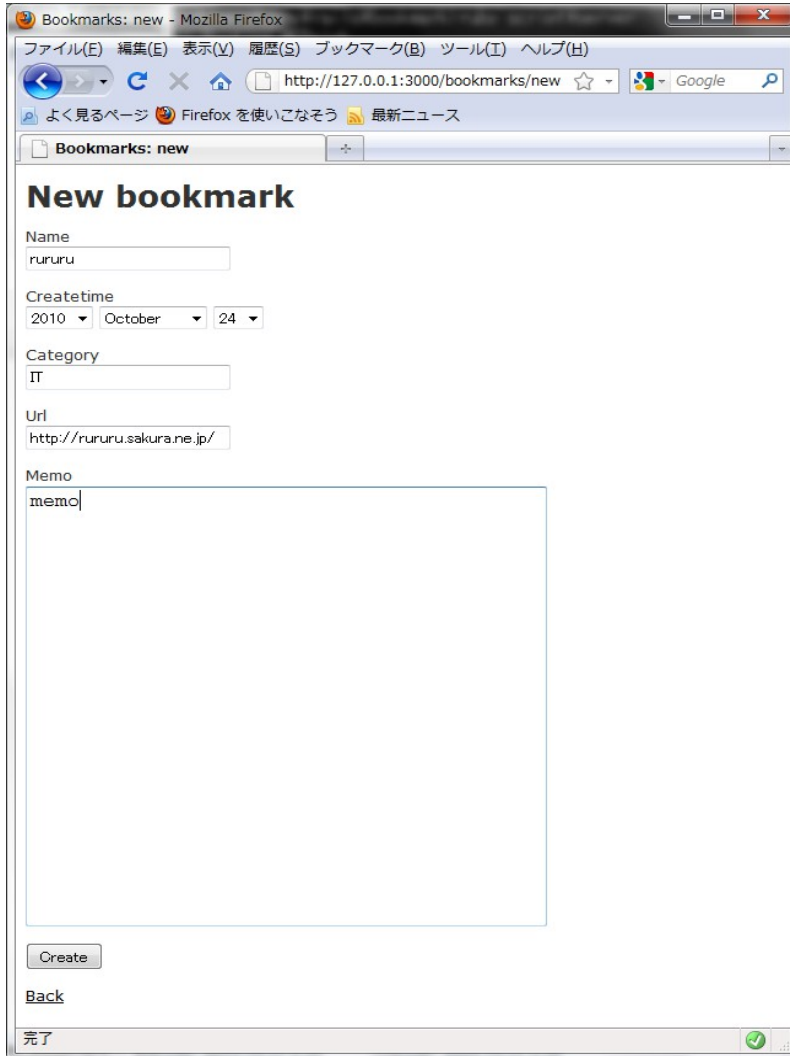 Bookmarks: new - Mozilla Firefox
ファイル(F) 編集(E) 表示(V) 履歴(S) ブックマーク(B) ツール(T) ヘルプ(H)
http://127.0.0.1:3000/bookmarks/new Google
よく見るページ Firefox を使いこなそう 最新ニュース
Bookmarks: new
New bookmark
Name
rururu
Createtime
2010 October 24
Category
IT
Url
http://rururu.sakura.ne.jp/
Memo
memo
Create
Back
完了